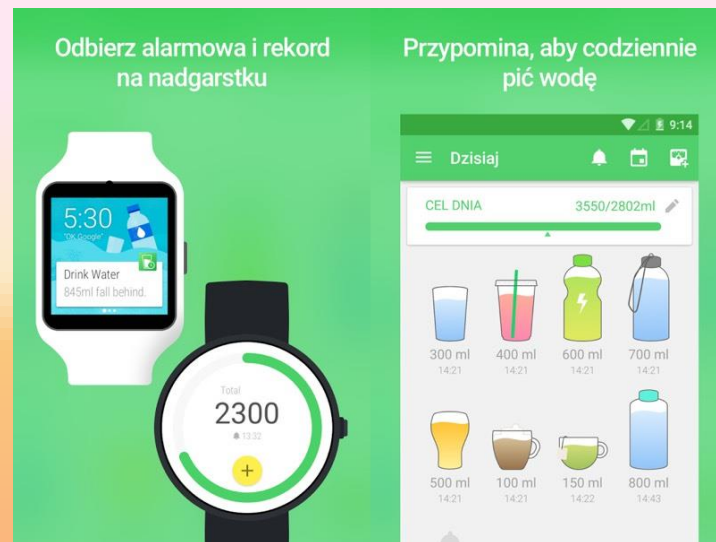 Odbierz alarmowa i rekord
na nadgarstku
5:30
"OK Google"
Drink Water
845ml fall behind.
Total
2300
13:32
+
Przypomina, aby codziennie
pić wodę
9:14
Dzisiaj
CEL DNIA 3550/2802ml
300 ml 400 ml 600 ml 700 ml
14:21 14:21 14:21 14:21
500 ml 100 ml 150 ml 800 ml
14:21 14:21 14:22 14:43